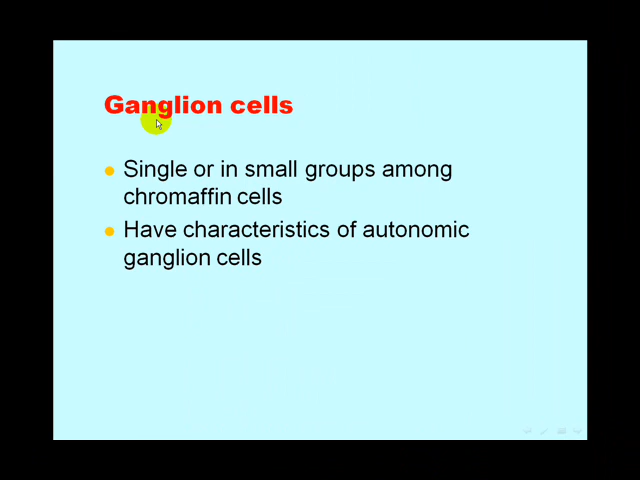 Ganglion cells
Single or in small groups among
chromaffin cells
Have characteristics of autonomic
ganglion cells